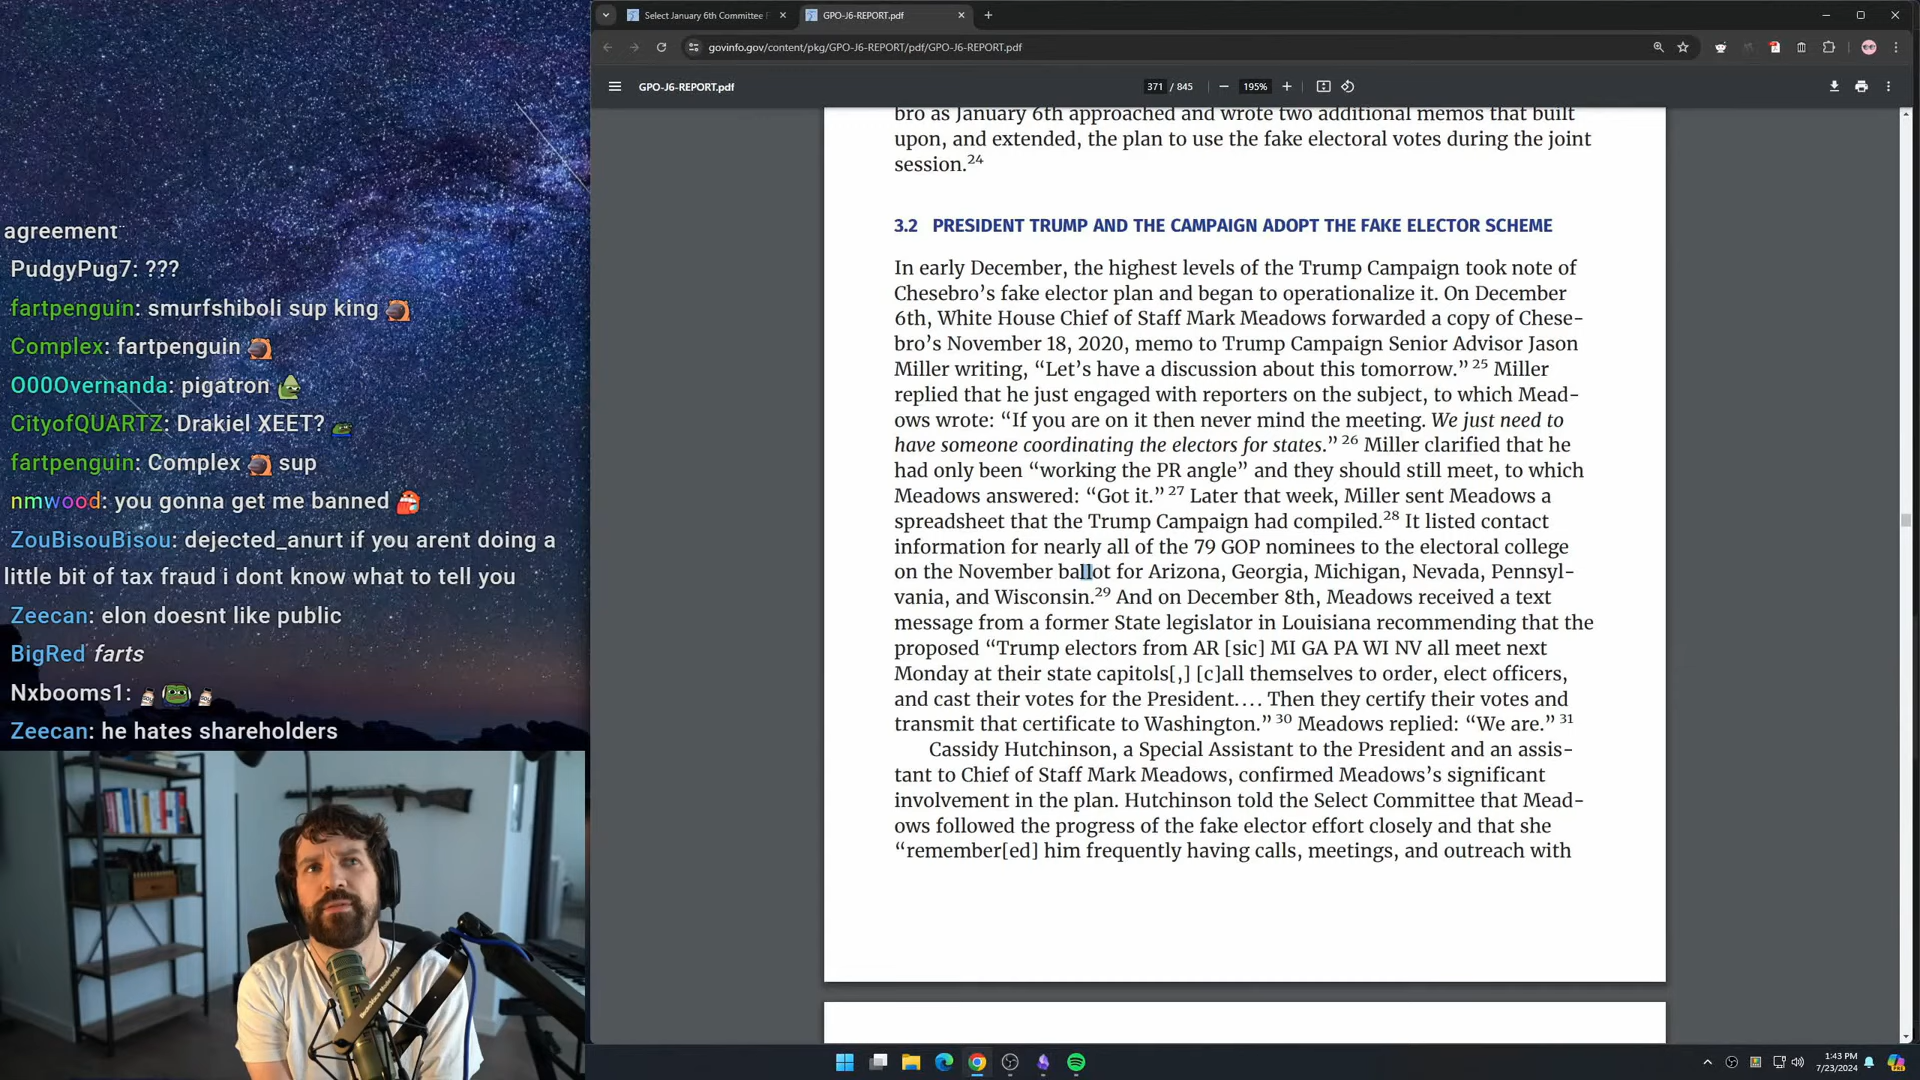 agreement
PudgyPug7: ???
fartpenguin: smurfshiboli sup king
Complex: fartpenguin
O00Overnanda: pigatron
CityofQUARTZ: Drakiel XEET?
fartpenguin: Complex sup
nmwood: you gonna get me banned
ZouBisouBisou: dejected_anurt if you arent doing a
little bit of tax fraud i dont know what to tell you
Zeecan: elon doesnt like public
BigRed farts
Nxbooms1:
Zeecan: he hates shareholders
Select January 6th Committee
GPO-J6-REPORT.pdf
govinfo.gov/content/pkg/GPO-J6-REPORT/pdf/GPO-J6-REPORT.pdf
GPO-J6-REPORT.pdf
371 / 845
195%
bro as January 6th approached and wrote two additional memos that built
upon, and extended, the plan to use the fake electoral votes during the joint
session.24
3.2 PRESIDENT TRUMP AND THE CAMPAIGN ADOPT THE FAKE ELECTOR SCHEME
In early December, the highest levels of the Trump Campaign took note of
Chesebro’s fake elector plan and began to operationalize it. On December
6th, White House Chief of Staff Mark Meadows forwarded a copy of Chese-
bro’s November 18, 2020, memo to Trump Campaign Senior Advisor Jason
Miller writing, “Let’s have a discussion about this tomorrow.” 25 Miller
replied that he just engaged with reporters on the subject, to which Mead-
ows wrote: “If you are on it then never mind the meeting. We just need to
have someone coordinating the electors for states.” 26 Miller clarified that he
had only been “working the PR angle” and they should still meet, to which
Meadows answered: “Got it.” 27 Later that week, Miller sent Meadows a
spreadsheet that the Trump Campaign had compiled.28 It listed contact
information for nearly all of the 79 GOP nominees to the electoral college
on the November ballot for Arizona, Georgia, Michigan, Nevada, Pennsyl-
vania, and Wisconsin.29 And on December 8th, Meadows received a text
message from a former State legislator in Louisiana recommending that the
proposed “Trump electors from AR [sic] MI GA PA WI NV all meet next
Monday at their state capitols[,] [c]all themselves to order, elect officers,
and cast their votes for the President.... Then they certify their votes and
transmit that certificate to Washington.” 30 Meadows replied: “We are.” 31
Cassidy Hutchinson, a Special Assistant to the President and an assis-
tant to Chief of Staff Mark Meadows, confirmed Meadows’s significant
involvement in the plan. Hutchinson told the Select Committee that Mead-
ows followed the progress of the fake elector effort closely and that she
“remember[ed] him frequently having calls, meetings, and outreach with
1:43 PM
7/23/2024